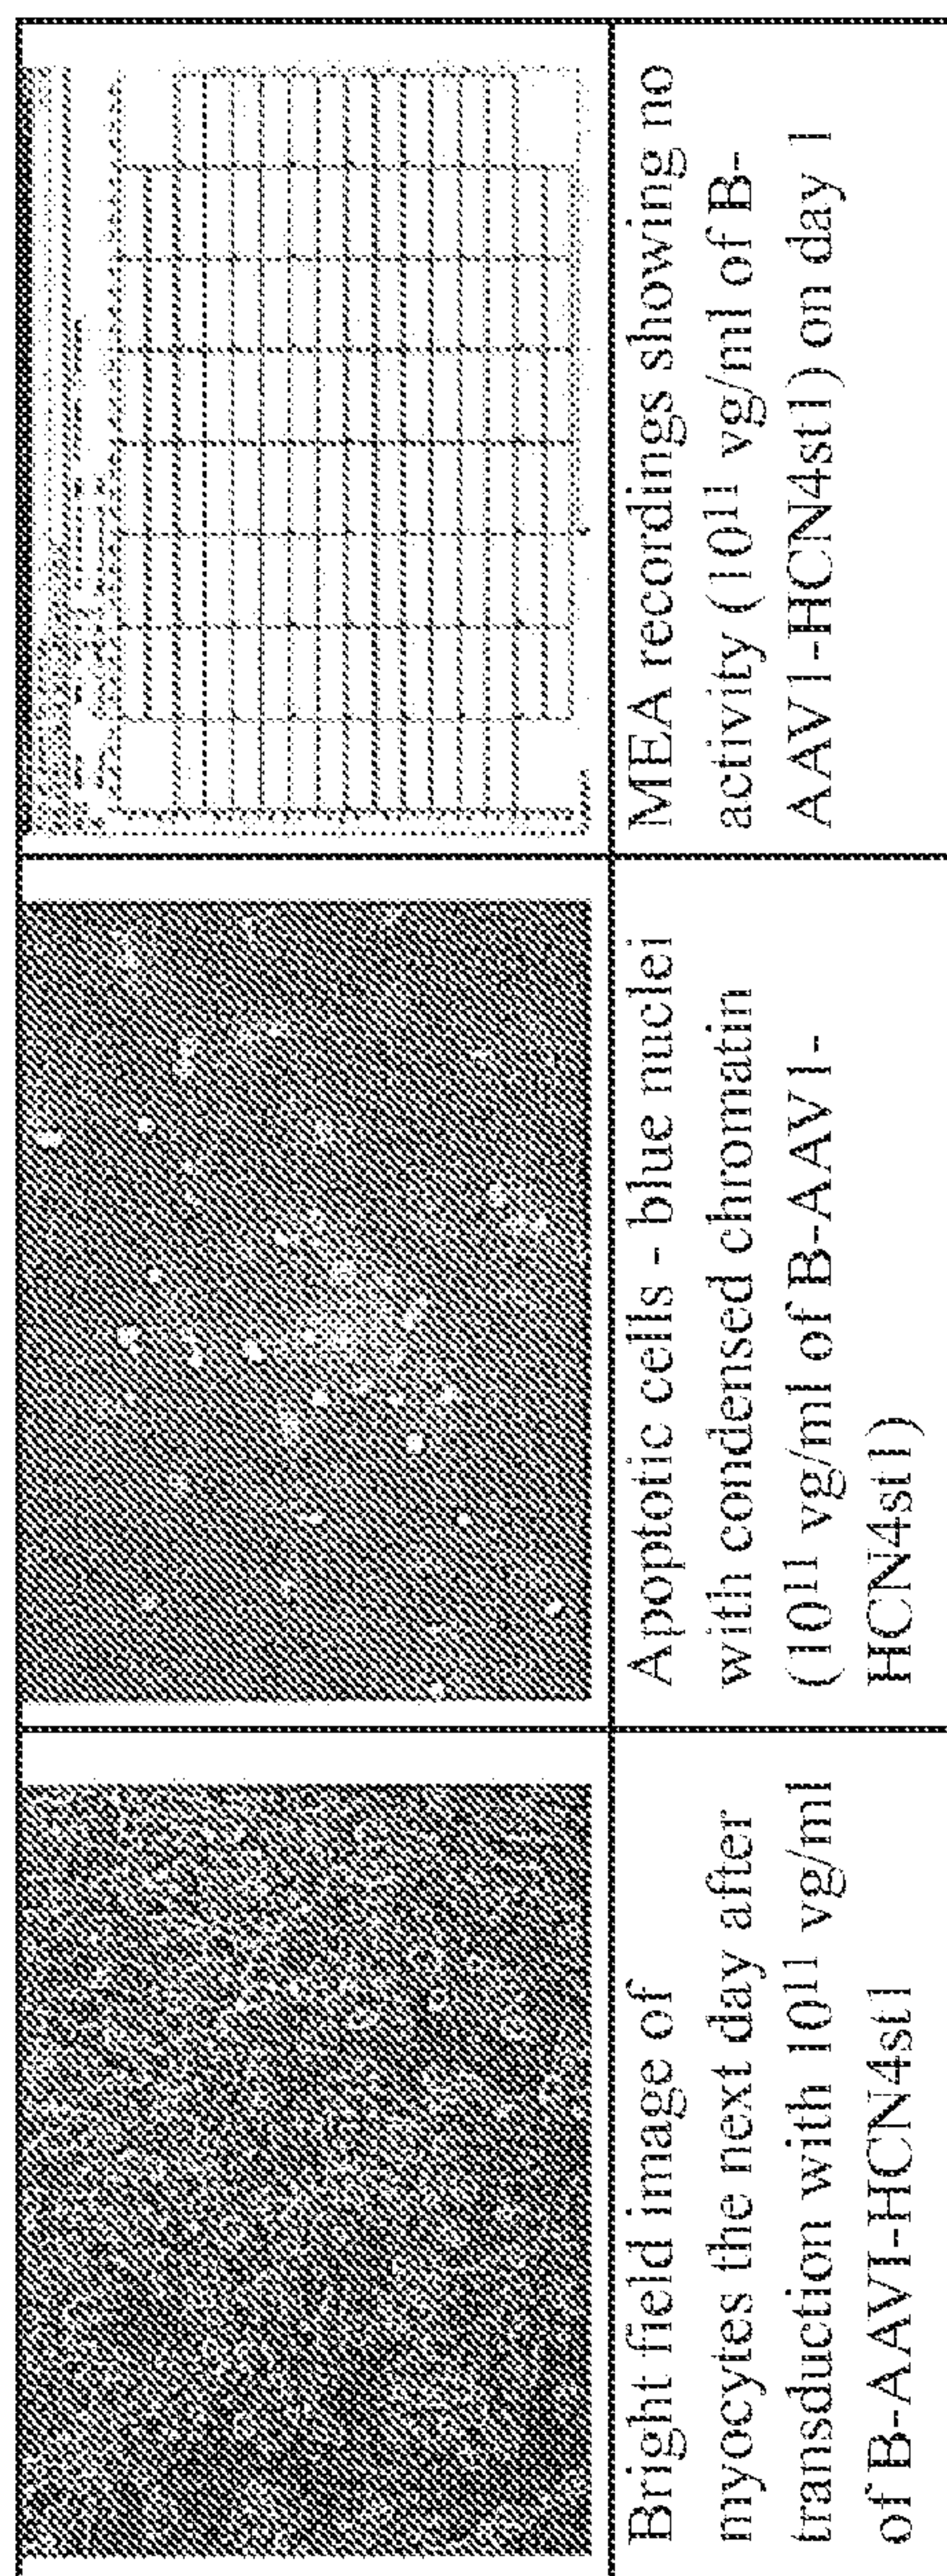 Bright field image of
myocytes the next day after
transduction with 10¹¹ vg/ml
of B-AAV1-HCN4st1
Apoptotic cells - blue nuclei
with condensed chromatin
(10¹¹ vg/ml of B-AAV1-
HCN4st1)
MEA recordings showing no
activity (10¹¹ vg/ml of B-
AAV1-HCN4st1) on day 1